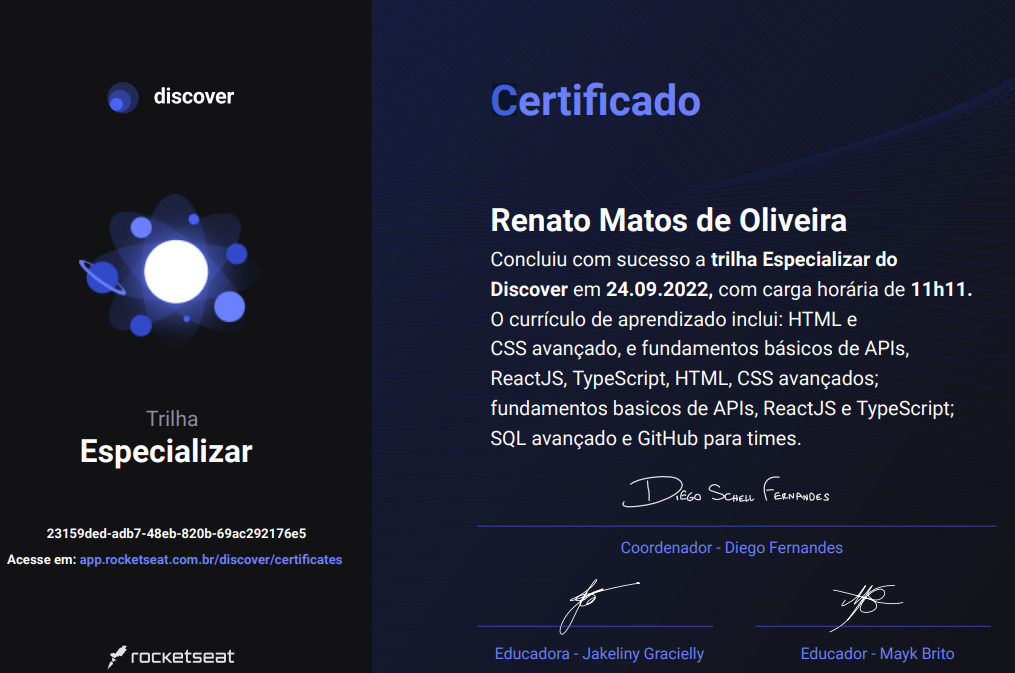 discover
Trilha
Especializar
23159ded-adb7-48eb-820b-69ac292176e5
Acesse em: app.rocketseat.com.br/discover/certificates
rocketseat
Certificado
Renato Matos de Oliveira
Concluiu com sucesso a trilha Especializar do
Discover em 24.09.2022, com carga horária de 11h11.
O currículo de aprendizado inclui: HTML e
CSS avançado, e fundamentos básicos de APIs,
ReactJS, TypeScript, HTML, CSS avançados;
fundamentos basicos de APIs, ReactJS e TypeScript;
SQL avançado e GitHub para times.
Diego Schell Fernandes
Coordenador - Diego Fernandes
Educadora - Jakeliny Gracielly
Educador - Mayk Brito